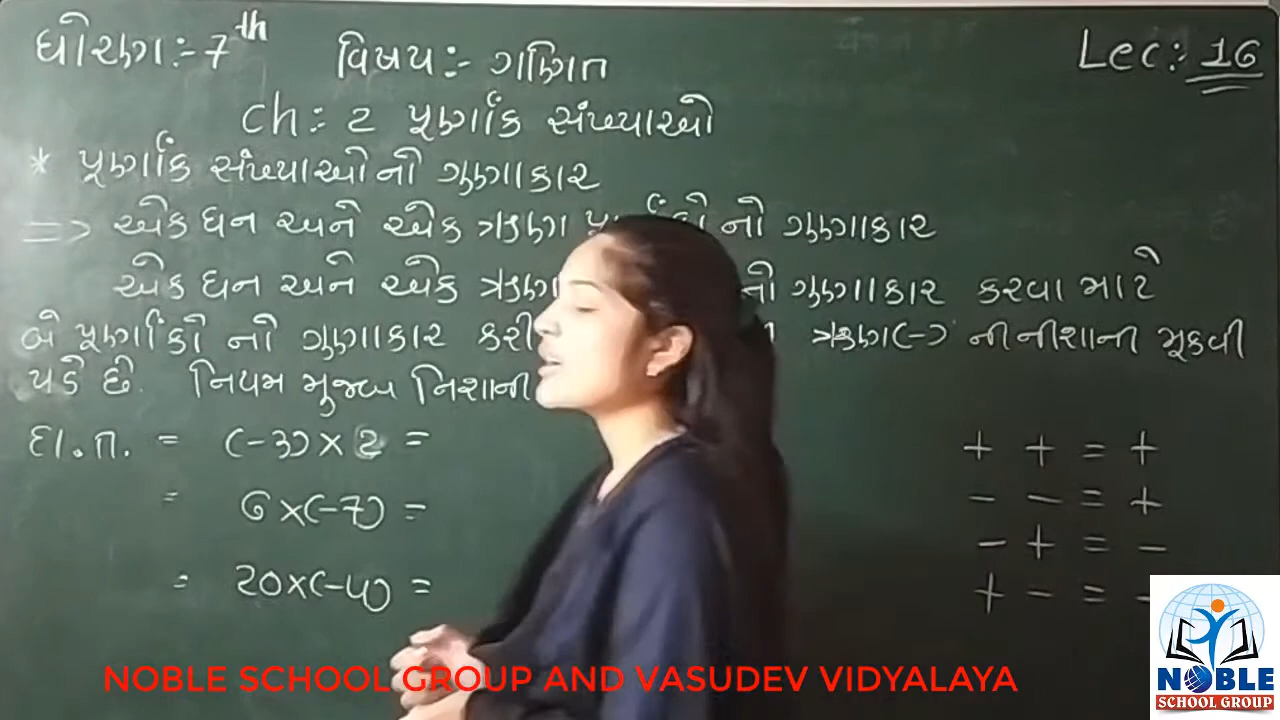 ધોરણ:- 7th વિષય:- ગણિત Lec:- 16
Ch:- 2 પૂર્ણાંક સંખ્યાઓ
* પૂર્ણાંક સંખ્યાઓનો ગુણાકાર
=> એક ધન અને એક ઋણ નો ગુણાકાર
એક ધન અને એક ઋણ નો ગુણાકાર કરવા માટે
બે પૂર્ણાંકો નો ગુણાકાર કરી ઋણ(-) ની નીશાની મૂકવી
પડે છે. નિયમ મુજબ નિશાની
દા.ત. = (-3) × 2 = + + = +
= 6 × (-7) = - - = +
- + = -
= 20 × (-4) = + - = -
NOBLE SCHOOL GROUP AND VASUDEV VIDYALAYA
NOBLE
SCHOOL GROUP